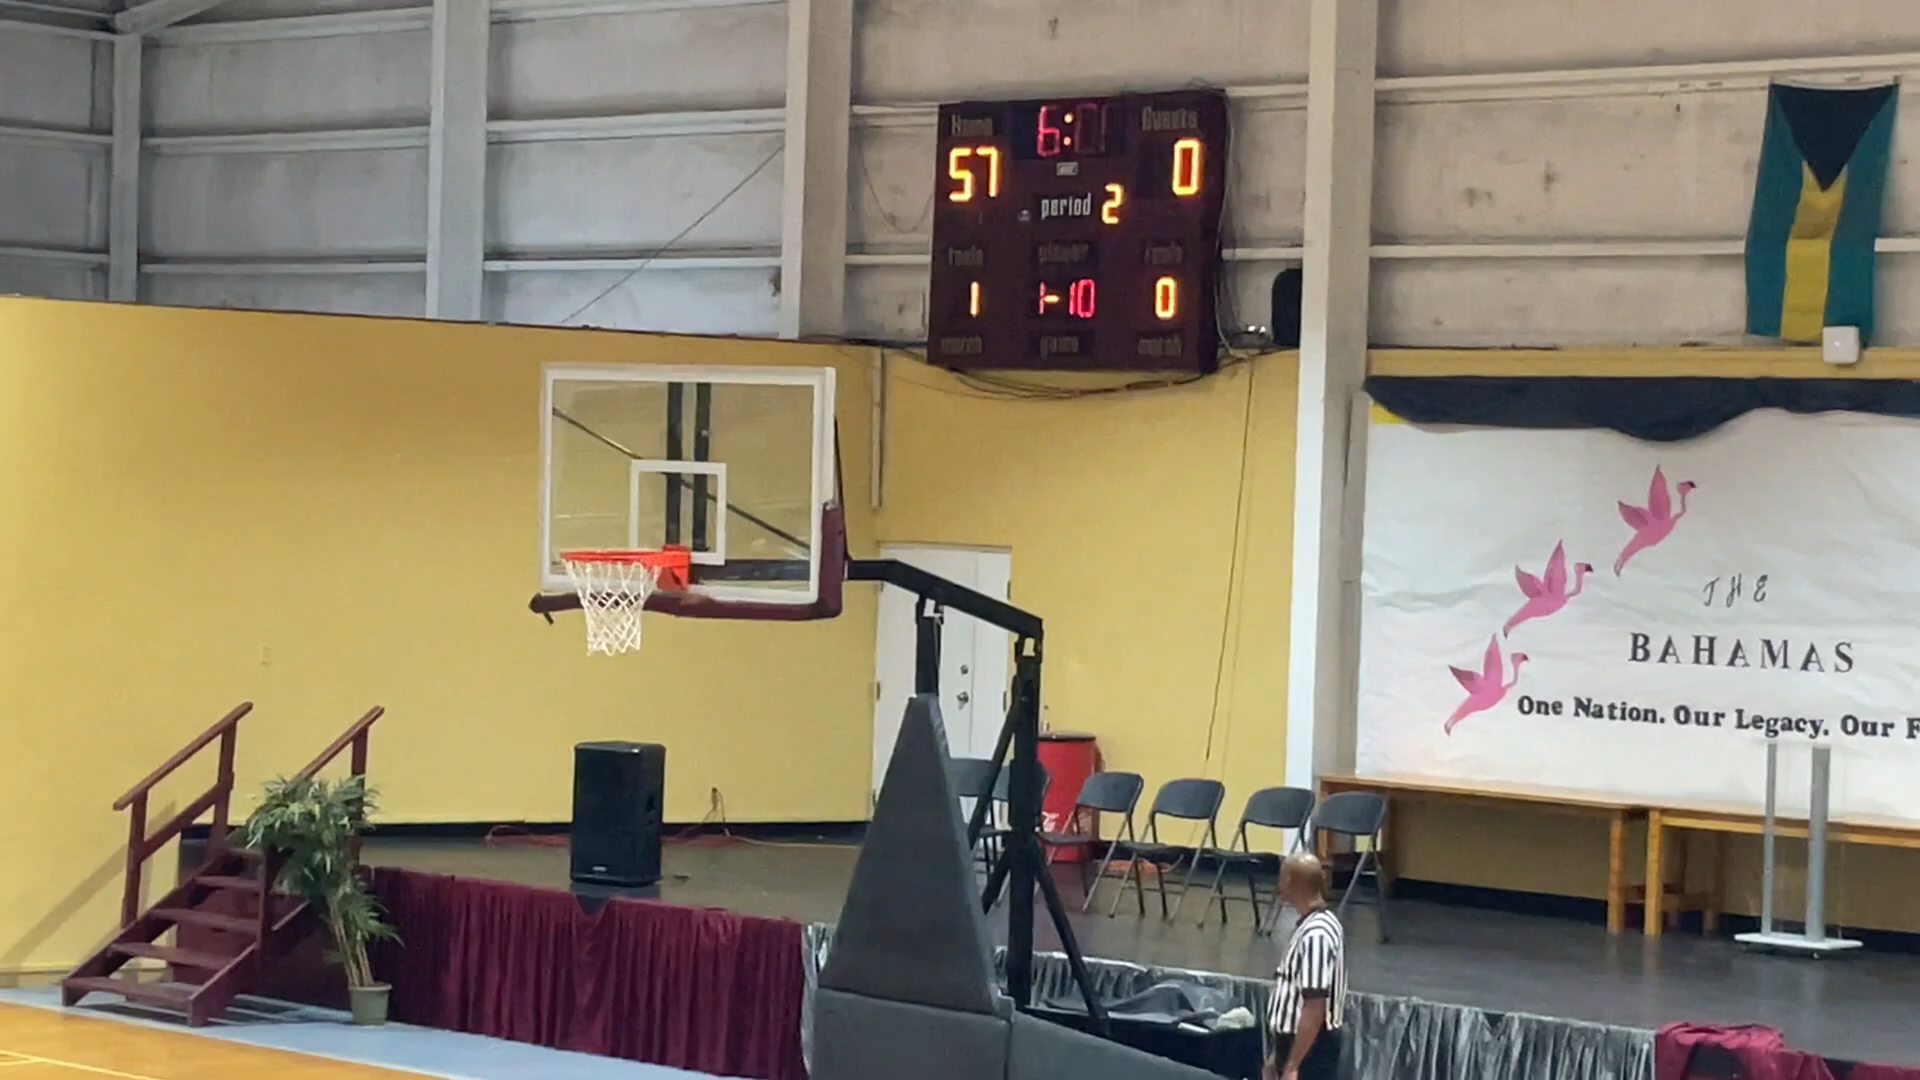 Home 6:01 Guests
57 0
period 2
fouls player fouls
1 1-10 0
THE
BAHAMAS
One Nation. Our Legacy. Our F